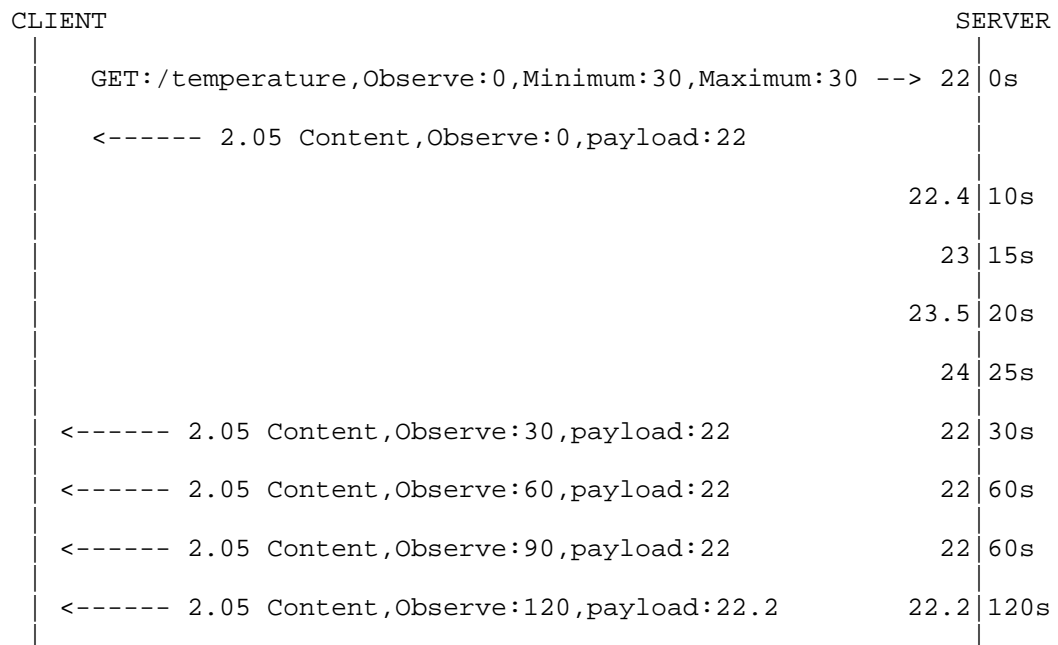 CLIENT SERVER
GET:/temperature,Observe:0,Minimum:30,Maximum:30 --> 22|0s
<------ 2.05 Content,Observe:0,payload:22
22.4|10s
23|15s
23.5|20s
24|25s
<------ 2.05 Content,Observe:30,payload:22 22|30s
<------ 2.05 Content,Observe:60,payload:22 22|60s
<------ 2.05 Content,Observe:90,payload:22 22|60s
<------ 2.05 Content,Observe:120,payload:22.2 22.2|120s